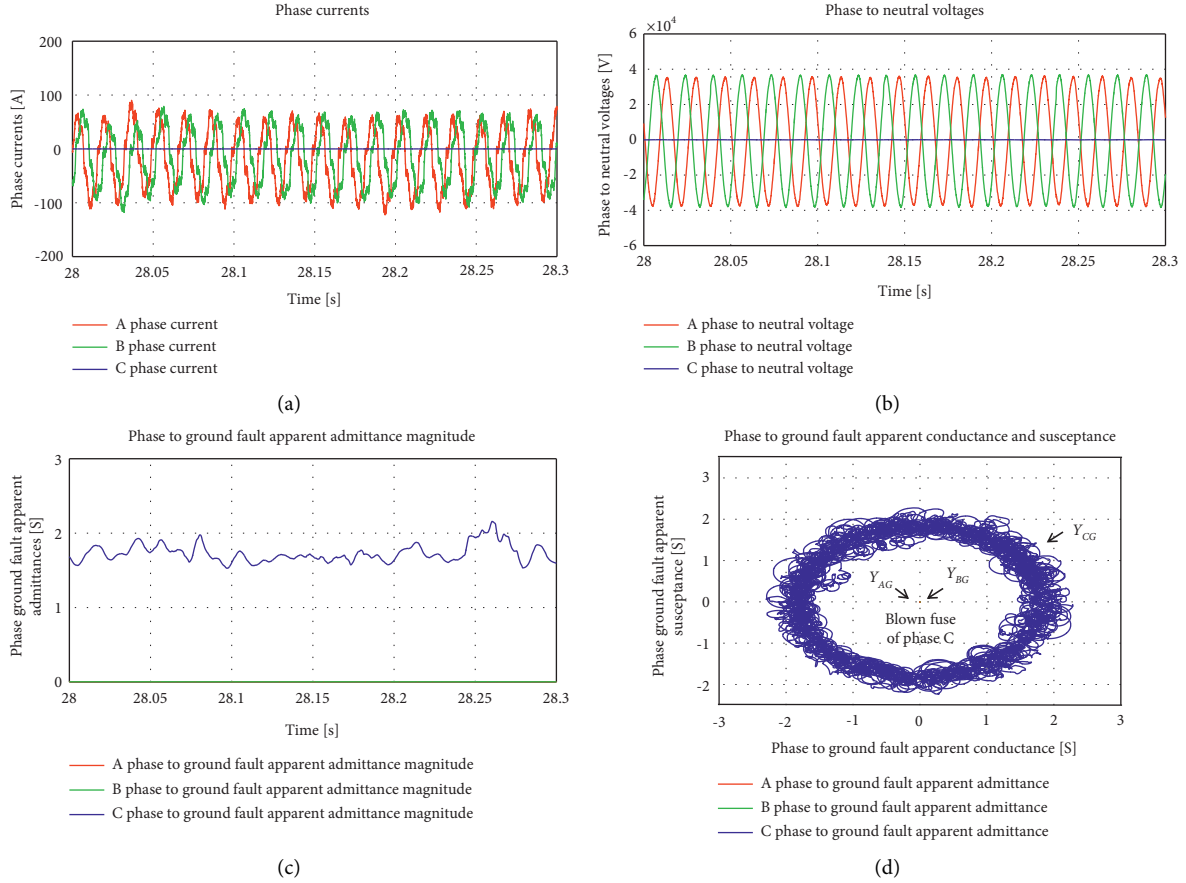 Phase currents
200
100
0
-100
-200
Phase currents [A]
28
28.05
28.1
28.15
28.2
28.25
28.3
Time [s]
A phase current
B phase current
C phase current
(a)
Phase to neutral voltages
×10⁴
6
4
2
0
-2
-4
-6
Phase to neutral voltages [V]
28
28.05
28.1
28.15
28.2
28.25
28.3
Time [s]
A phase to neutral voltage
B phase to neutral voltage
C phase to neutral voltage
(b)
Phase to ground fault apparent admittance magnitude
3
2
1
0
Phase ground fault apparent
admittances [S]
28
28.05
28.1
28.15
28.2
28.25
28.3
Time [s]
A phase to ground fault apparent admittance magnitude
B phase to ground fault apparent admittance magnitude
C phase to ground fault apparent admittance magnitude
(c)
Phase to ground fault apparent conductance and susceptance
3
2
1
0
-1
-2
Phase ground fault apparent
susceptance [S]
Y_CG
Y_AG
Y_BG
Blown fuse
of phase C
-3
-2
-1
0
1
2
3
Phase to ground fault apparent conductance [S]
A phase to ground fault apparent admittance
B phase to ground fault apparent admittance
C phase to ground fault apparent admittance
(d)